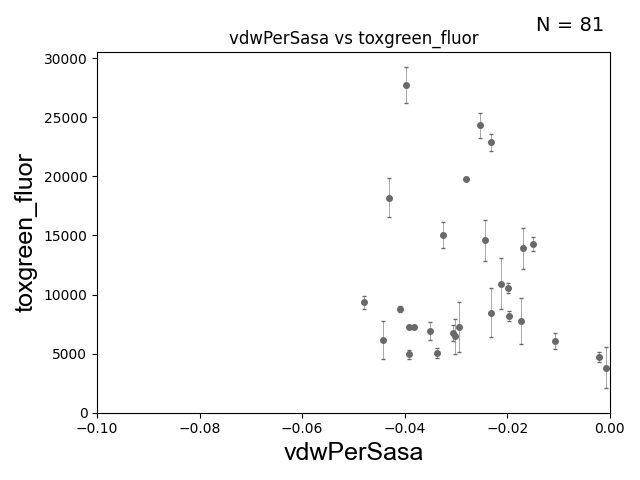 N = 81
vdwPerSasa vs toxgreen_fluor
30000
25000
20000
15000
10000
5000
0
toxgreen_fluor
−0.10 −0.08 −0.06 −0.04 −0.02 0.00
vdwPerSasa